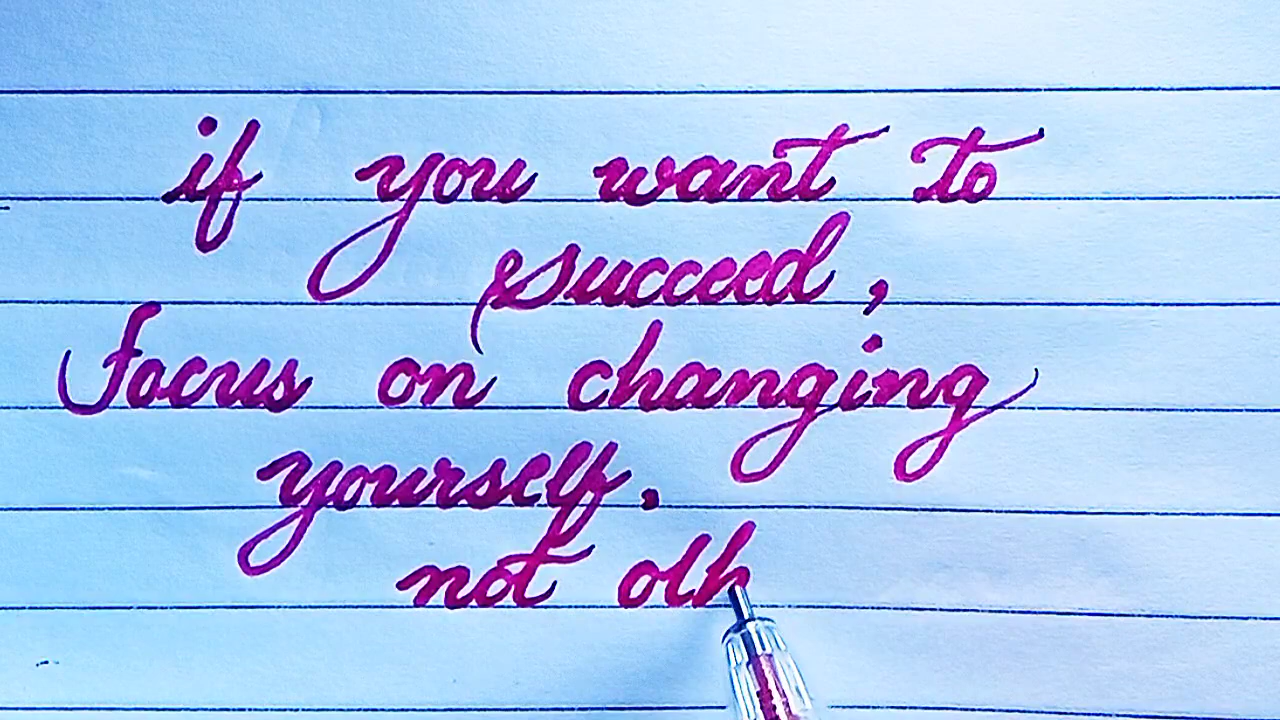 if you want to
succeed,
focus on changing
yourself.
not oth